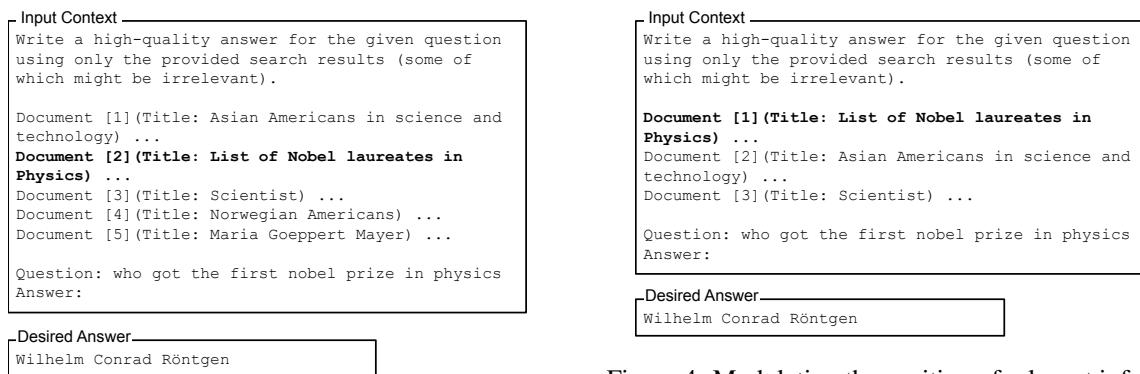 Input Context
Write a high-quality answer for the given question
using only the provided search results (some of
which might be irrelevant).
Document [1](Title: Asian Americans in science and
technology) ...
Document [2](Title: List of Nobel laureates in
Physics) ...
Document [3](Title: Scientist) ...
Document [4](Title: Norwegian Americans) ...
Document [5](Title: Maria Goeppert Mayer) ...
Question: who got the first nobel prize in physics
Answer:
Desired Answer
Wilhelm Conrad Röntgen
Input Context
Write a high-quality answer for the given question
using only the provided search results (some of
which might be irrelevant).
Document [1](Title: List of Nobel laureates in
Physics) ...
Document [2](Title: Asian Americans in science and
technology) ...
Document [3](Title: Scientist) ...
Question: who got the first nobel prize in physics
Answer:
Desired Answer
Wilhelm Conrad Röntgen